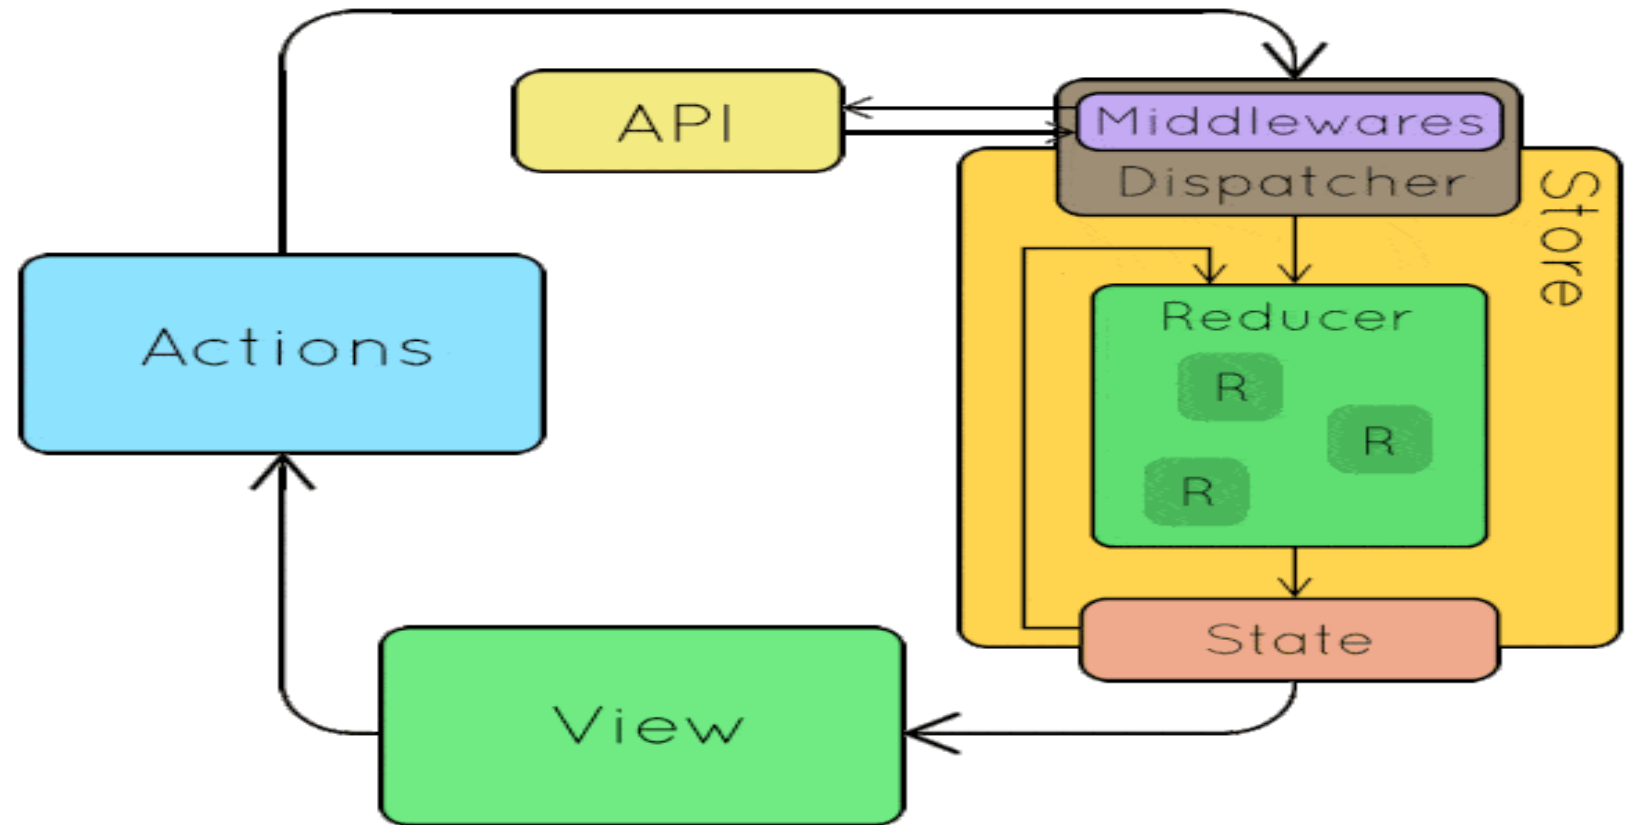 API
Middlewares
Dispatcher
Store
Actions
Reducer
R
R
R
State
View